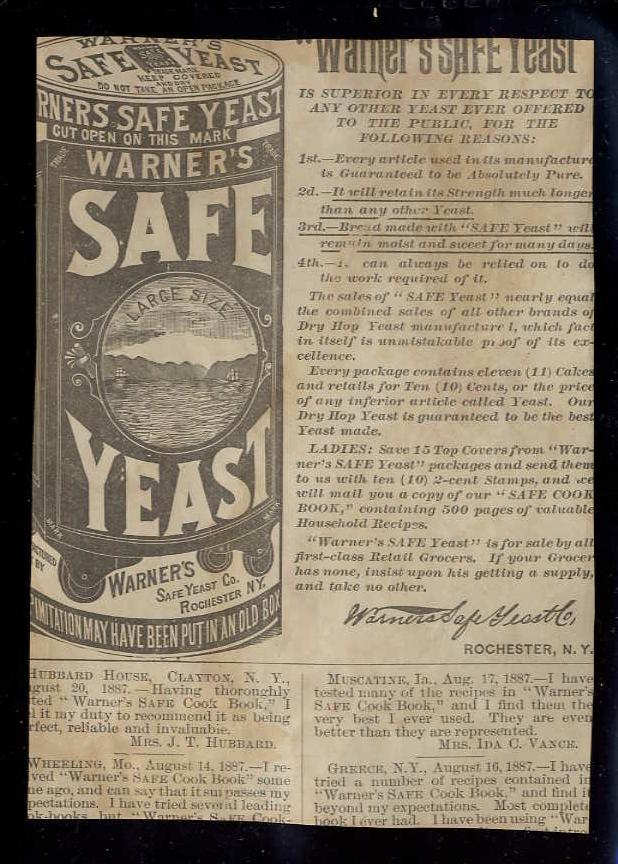 WARNER'S
SAFE YEAST
TRADE MARK
KEEP COVERED
AND DRY
DO NOT TAKE AN OPEN PACKAGE
RNERS SAFE YEAST
CUT OPEN ON THIS MARK
WARNER'S
SAFE
LARGE SIZE
YEAST
MARK
MARK
CTURED
BY
WARNER'S
SAFE YEAST CO.
ROCHESTER N.Y.
IMITATION MAY HAVE BEEN PUT IN AN OLD BOX
"Warner's SAFE Yeast
IS SUPERIOR IN EVERY RESPECT TO
ANY OTHER YEAST EVER OFFERED
TO THE PUBLIC, FOR THE
FOLLOWING REASONS:
1st.—Every article used in its manufacture
is Guaranteed to be Absolutely Pure.
2d.—It will retain its Strength much longer
than any other Yeast.
3rd.—Bread made with "SAFE Yeast" will
remain moist and sweet for many days.
4th.— can always be relied on to do
the work required of it.
The sales of "SAFE Yeast" nearly equal
the combined sales of all other brands of
Dry Hop Yeast manufactured, which fact
in itself is unmistakable proof of its ex-
cellence.
Every package contains eleven (11) Cakes
and retails for Ten (10) Cents, or the price
of any inferior article called Yeast. Our
Dry Hop Yeast is guaranteed to be the best
Yeast made.
LADIES: Save 15 Top Covers from "War-
ner's SAFE Yeast" packages and send them
to us with ten (10) 2-cent Stamps, and we
will mail you a copy of our "SAFE COOK
BOOK," containing 500 pages of valuable
Household Recipes.
"Warner's SAFE Yeast" is for sale by all
first-class Retail Grocers. If your Grocer
has none, insist upon his getting a supply,
and take no other.
Warners Safe Yeast Co,
ROCHESTER, N.Y.
HUBBARD HOUSE, CLAYTON, N. Y.,
gust 20, 1887.—Having thoroughly
ted "Warner's SAFE Cook Book," I
l it my duty to recommend it as being
rfect, reliable and invaluable.
MRS. J. T. HUBBARD.
WHEELING, Mo., August 14, 1887.—I re-
ved "Warner's SAFE Cook Book" some
me ago, and can say that it surpasses my
pectations. I have tried several leading
ok-books, but "Warner's SAFE Cook-
MUSCATINE, Ia., Aug. 17, 1887.—I have
tested many of the recipes in "Warner's
SAFE Cook Book," and I find them the
very best I ever used. They are even
better than they are represented.
MRS. IDA C. VANCE.
GREECE, N.Y., August 16, 1887.—I have
tried a number of recipes contained in
"Warner's SAFE Cook Book," and find it
beyond my expectations. Most complete
book I ever had. I have been using "War